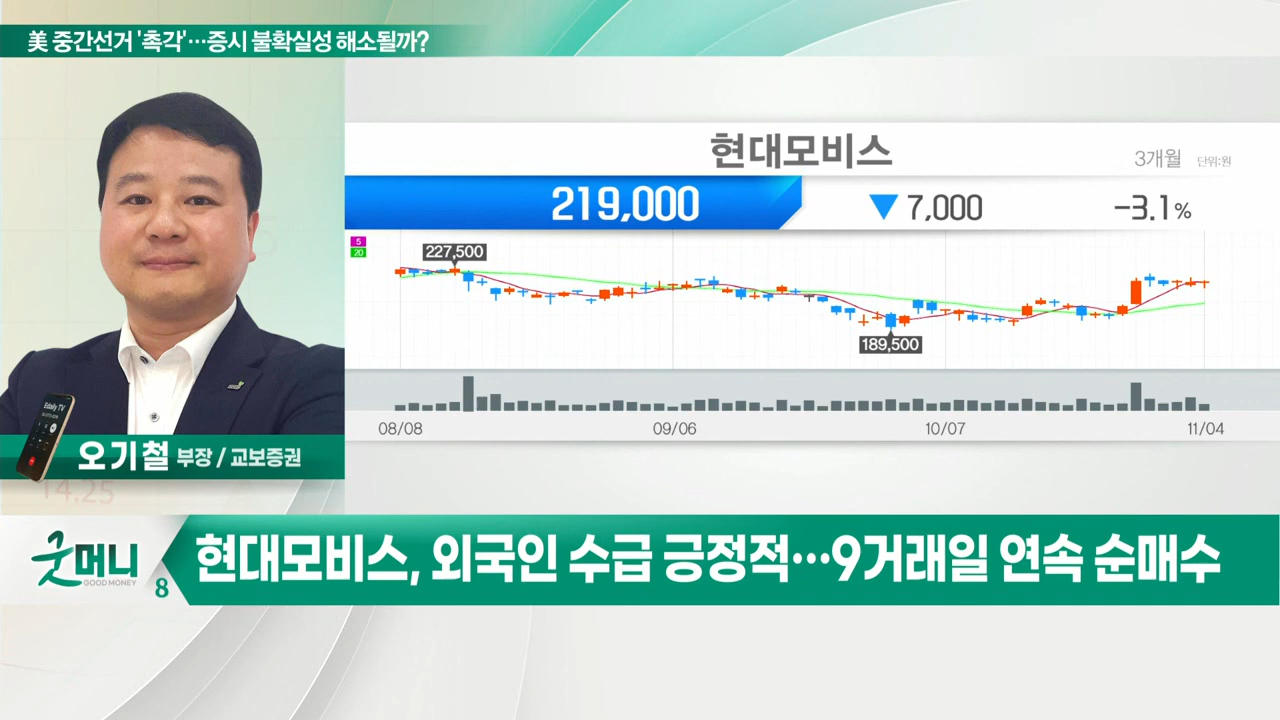 美 중간선거 '촉각'…증시 불확실성 해소될까?
현대모비스
3개월 단위:원
219,000 ▼ 7,000 -3.1%
5
20
227,500
189,500
08/08 09/06 10/07 11/04
Edaily TV
오기철 부장 / 교보증권
14.25
굿머니
GOOD MONEY
8
현대모비스, 외국인 수급 긍정적…9거래일 연속 순매수